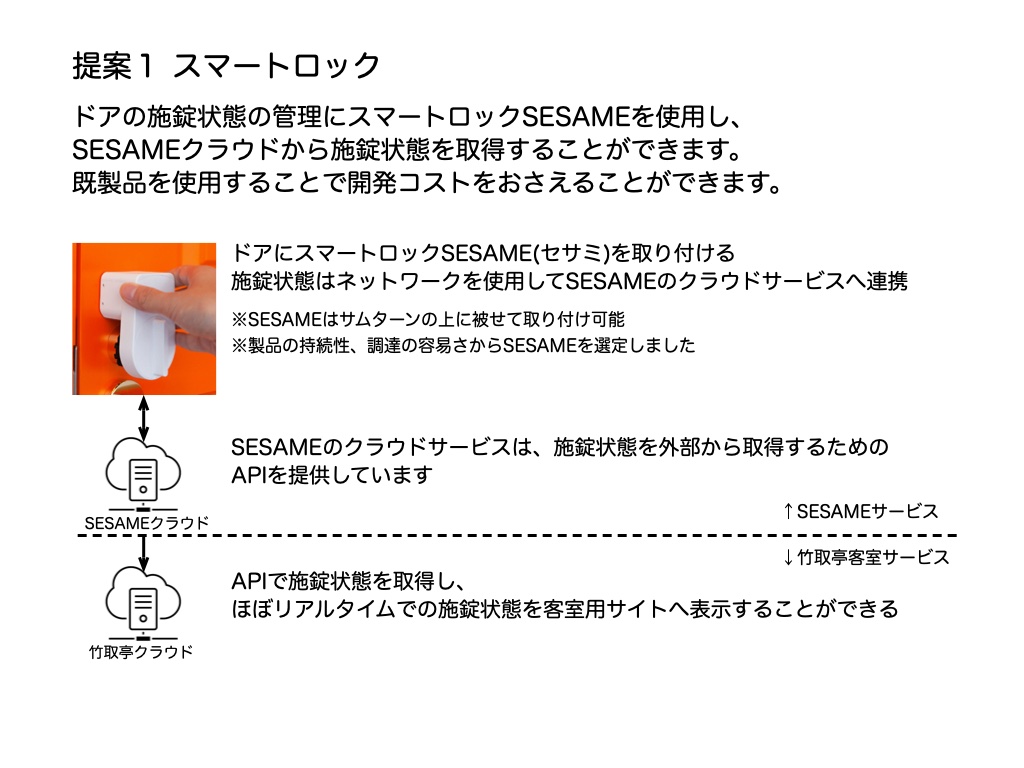 提案１ スマートロック
ドアの施錠状態の管理にスマートロックSESAMEを使用し、
SESAMEクラウドから施錠状態を取得することができます。
既製品を使用することで開発コストをおさえることができます。
ドアにスマートロックSESAME(セサミ)を取り付ける
施錠状態はネットワークを使用してSESAMEのクラウドサービスへ連携
※SESAMEはサムターンの上に被せて取り付け可能
※製品の持続性、調達の容易さからSESAMEを選定しました
SESAMEのクラウドサービスは、施錠状態を外部から取得するための
APIを提供しています
SESAMEクラウド
↑SESAMEサービス
↓竹取亭客室サービス
APIで施錠状態を取得し、
ほぼリアルタイムでの施錠状態を客室用サイトへ表示することができる
竹取亭クラウド